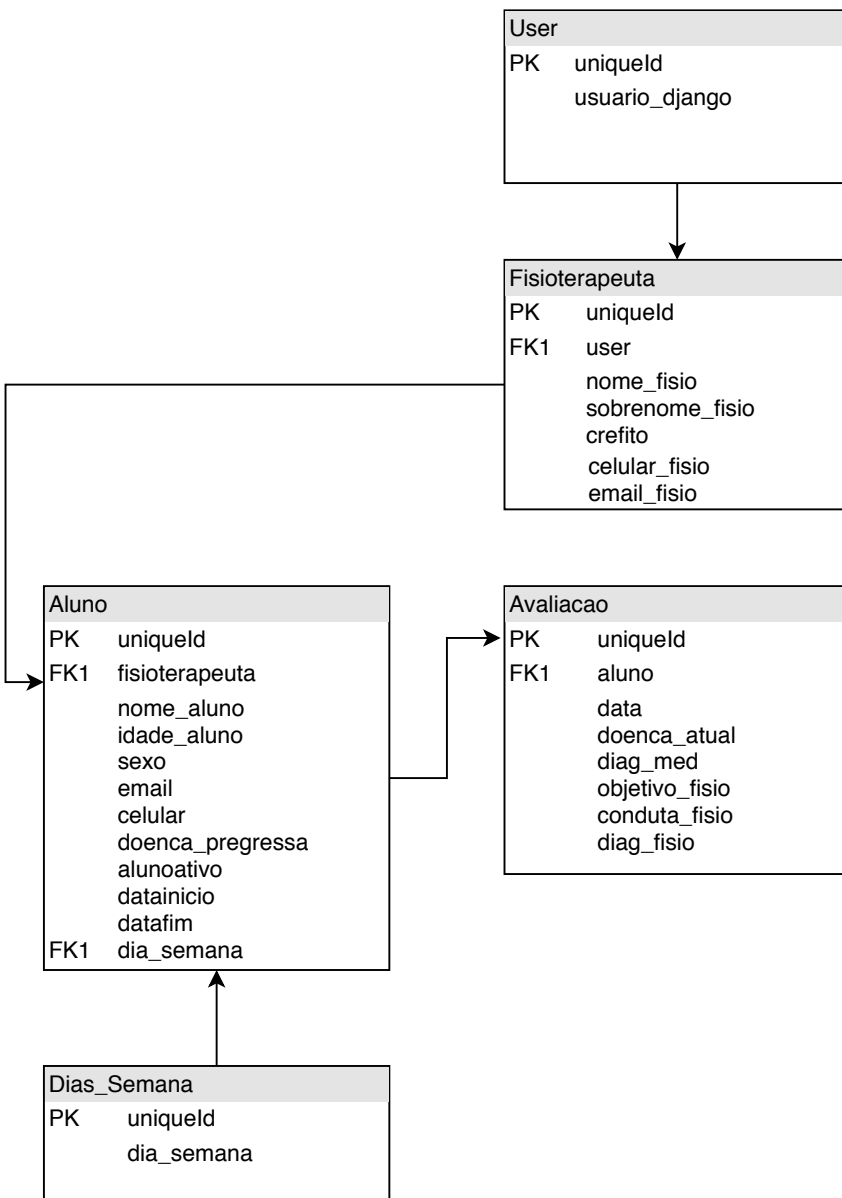 User
PK uniqueId
usuario_django
Fisioterapeuta
PK uniqueId
FK1 user
nome_fisio
sobrenome_fisio
crefito
celular_fisio
email_fisio
Aluno
PK uniqueId
FK1 fisioterapeuta
nome_aluno
idade_aluno
sexo
email
celular
doenca_pregressa
alunoativo
datainicio
datafim
FK1 dia_semana
Avaliacao
PK uniqueId
FK1 aluno
data
doenca_atual
diag_med
objetivo_fisio
conduta_fisio
diag_fisio
Dias_Semana
PK uniqueId
dia_semana